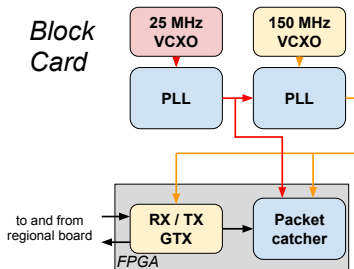 Block
Card
25 MHz
VCXO
150 MHz
VCXO
PLL
PLL
to and from
regional board
RX / TX
GTX
Packet
catcher
FPGA